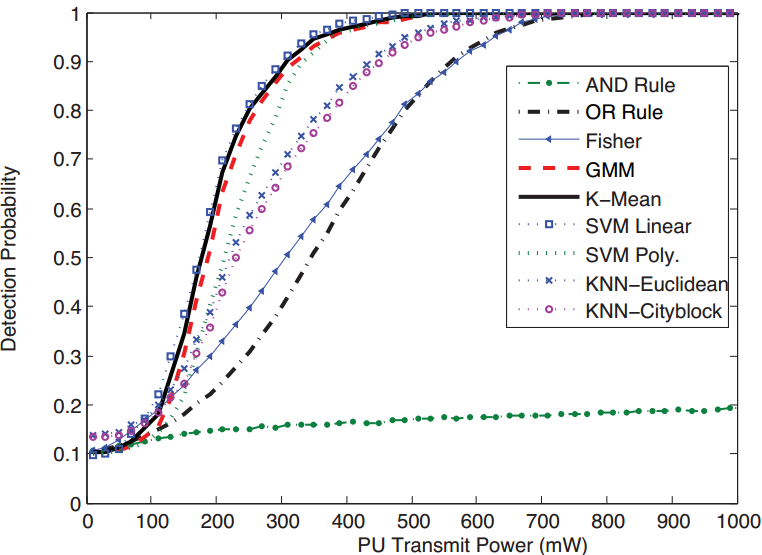 1
0.9
0.8
0.7
0.6
0.5
0.4
0.3
0.2
0.1
0
Detection Probability
AND Rule
OR Rule
Fisher
GMM
K-Mean
SVM Linear
SVM Poly.
KNN-Euclidean
KNN-Cityblock
0 100 200 300 400 500 600 700 800 900 1000
PU Transmit Power (mW)